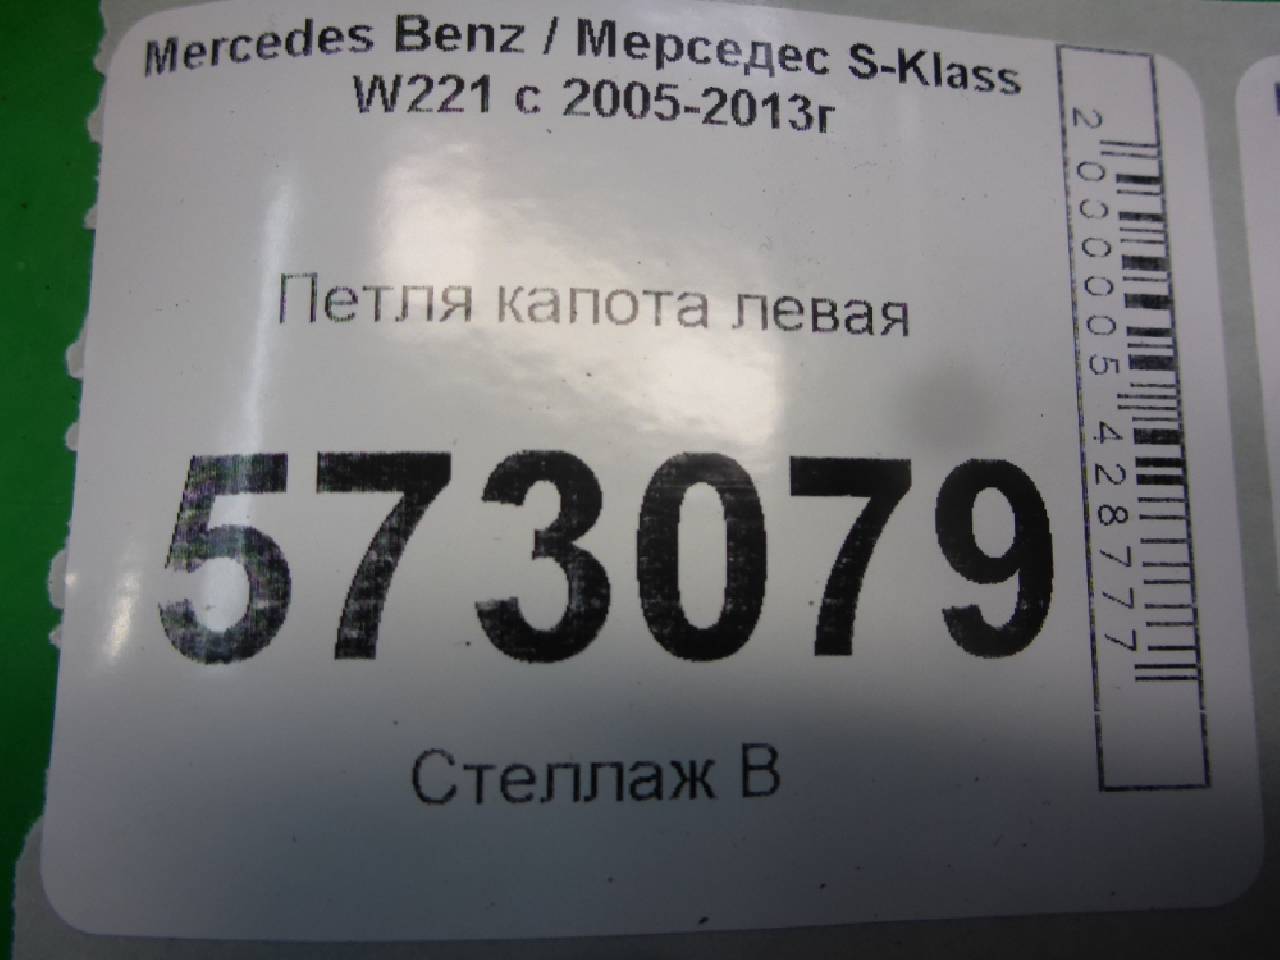 Mercedes Benz / Мерседес S-Klass
W221 с 2005-2013г
Петля капота левая
573079
Стеллаж В
2000005428777